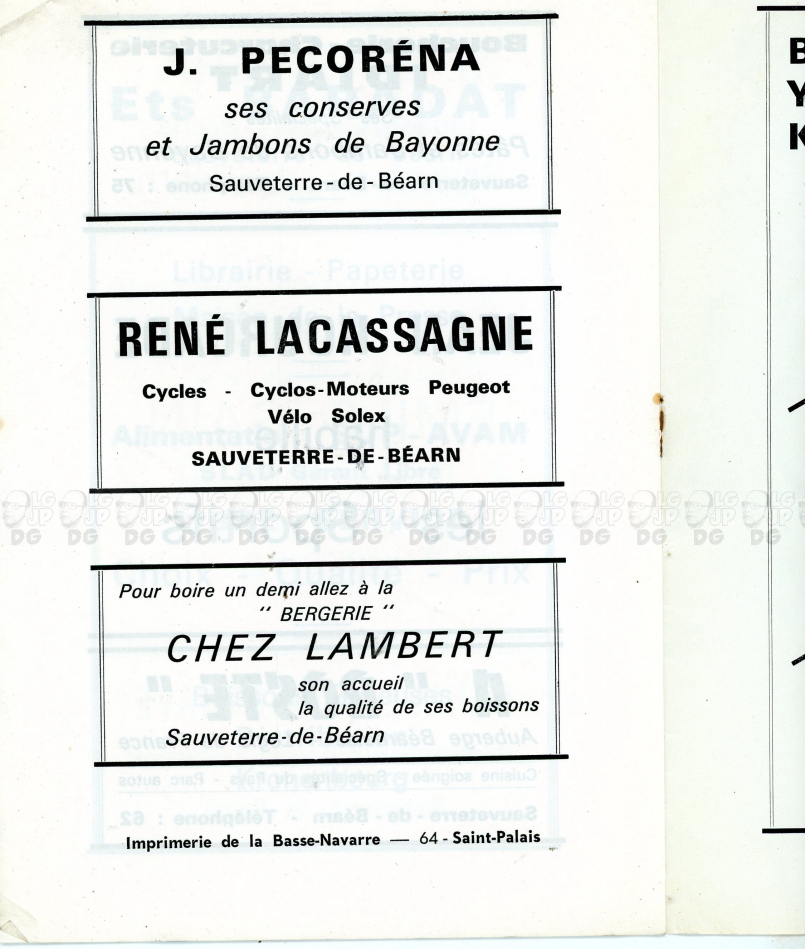 J. PECORÉNA
ses conserves
et Jambons de Bayonne
Sauveterre-de-Béarn
RENÉ LACASSAGNE
Cycles - Cyclos-Moteurs Peugeot
Vélo Solex
SAUVETERRE-DE-BÉARN
Pour boire un demi allez à la
" BERGERIE "
CHEZ LAMBERT
son accueil
la qualité de ses boissons
Sauveterre-de-Béarn
Imprimerie de la Basse-Navarre — 64 - Saint-Palais
B
Y
K